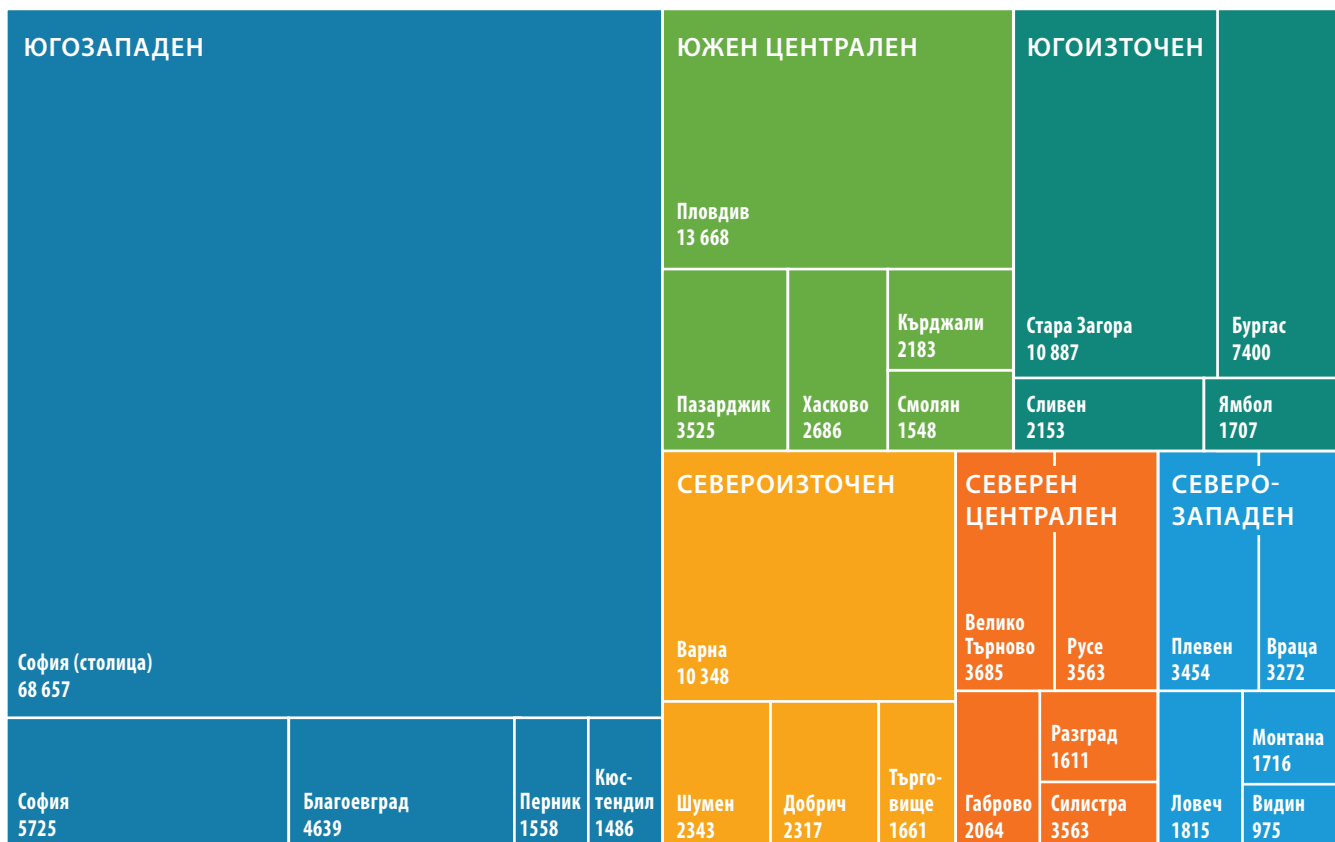 ЮГОЗАПАДЕН
София (столица)
68 657
София
5725
Благоевград
4639
Перник
1558
Кюс-
тендил
1486
ЮЖЕН ЦЕНТРАЛЕН
Пловдив
13 668
Пазарджик
3525
Хасково
2686
Кърджали
2183
Смолян
1548
ЮГОИЗТОЧЕН
Стара Загора
10 887
Бургас
7400
Сливен
2153
Ямбол
1707
СЕВЕРОИЗТОЧЕН
Варна
10 348
Шумен
2343
Добрич
2317
Търго-
вище
1661
СЕВЕРЕН
ЦЕНТРАЛЕН
Велико
Търново
3685
Русе
3563
Габрово
2064
Разград
1611
Силистра
3563
СЕВЕРО-
ЗАПАДЕН
Плевен
3454
Враца
3272
Ловеч
1815
Монтана
1716
Видин
975